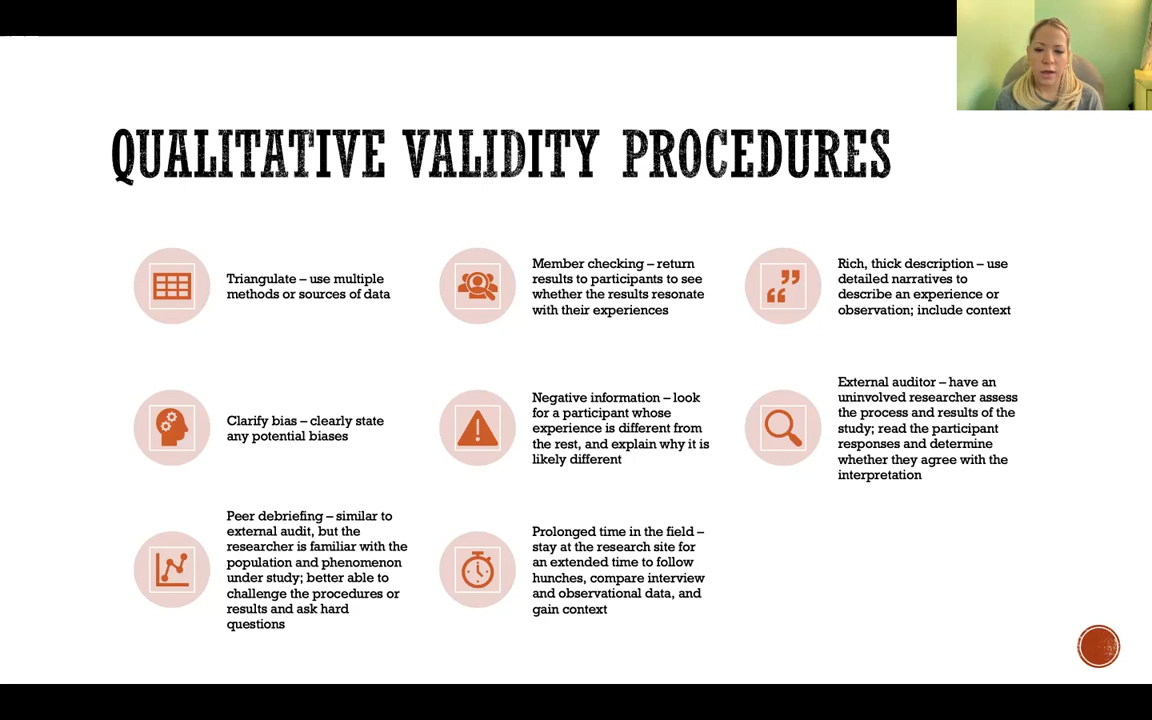 QUALITATIVE VALIDITY PROCEDURES
Triangulate – use multiple
methods or sources of data
Member checking – return
results to participants to see
whether the results resonate
with their experiences
Rich, thick description – use
detailed narratives to
describe an experience or
observation; include context
Clarify bias – clearly state
any potential biases
Negative information – look
for a participant whose
experience is different from
the rest, and explain why it is
likely different
External auditor – have an
uninvolved researcher assess
the process and results of the
study; read the participant
responses and determine
whether they agree with the
interpretation
Peer debriefing – similar to
external audit, but the
researcher is familiar with the
population and phenomenon
under study; better able to
challenge the procedures or
results and ask hard
questions
Prolonged time in the field –
stay at the research site for
an extended time to follow
hunches, compare interview
and observational data, and
gain context